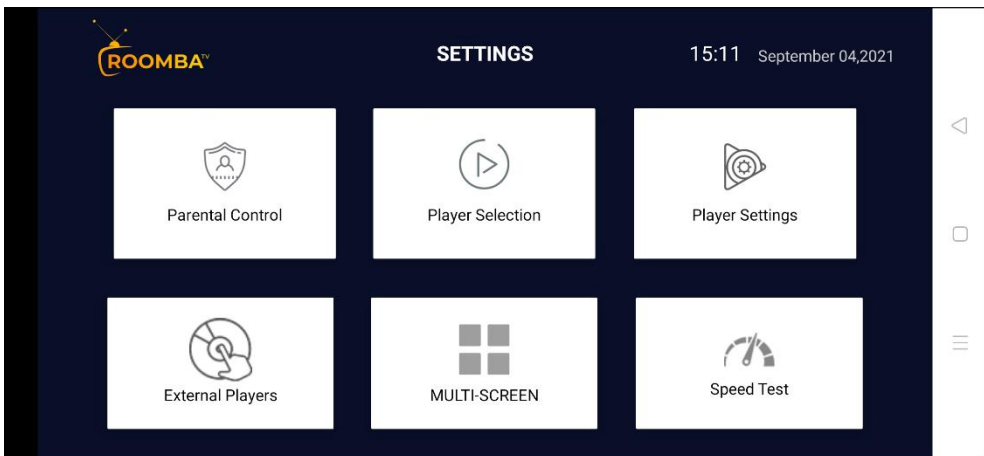 ROOMBA TV
SETTINGS
15:11 September 04,2021
Parental Control
Player Selection
Player Settings
External Players
MULTI-SCREEN
Speed Test